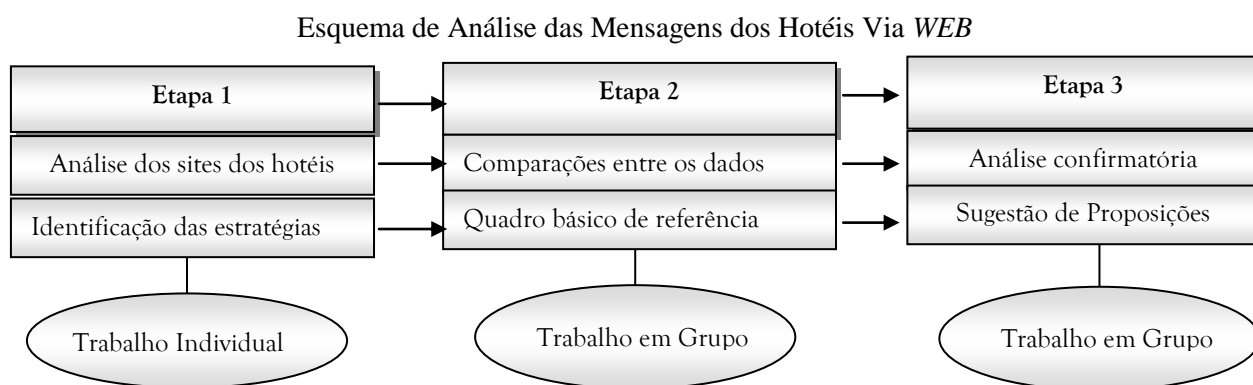 Esquema de Análise das Mensagens dos Hotéis Via WEB
Etapa 1
Análise dos sites dos hotéis
Identificação das estratégias
Trabalho Individual
Etapa 2
Comparações entre os dados
Quadro básico de referência
Trabalho em Grupo
Etapa 3
Análise confirmatória
Sugestão de Proposições
Trabalho em Grupo